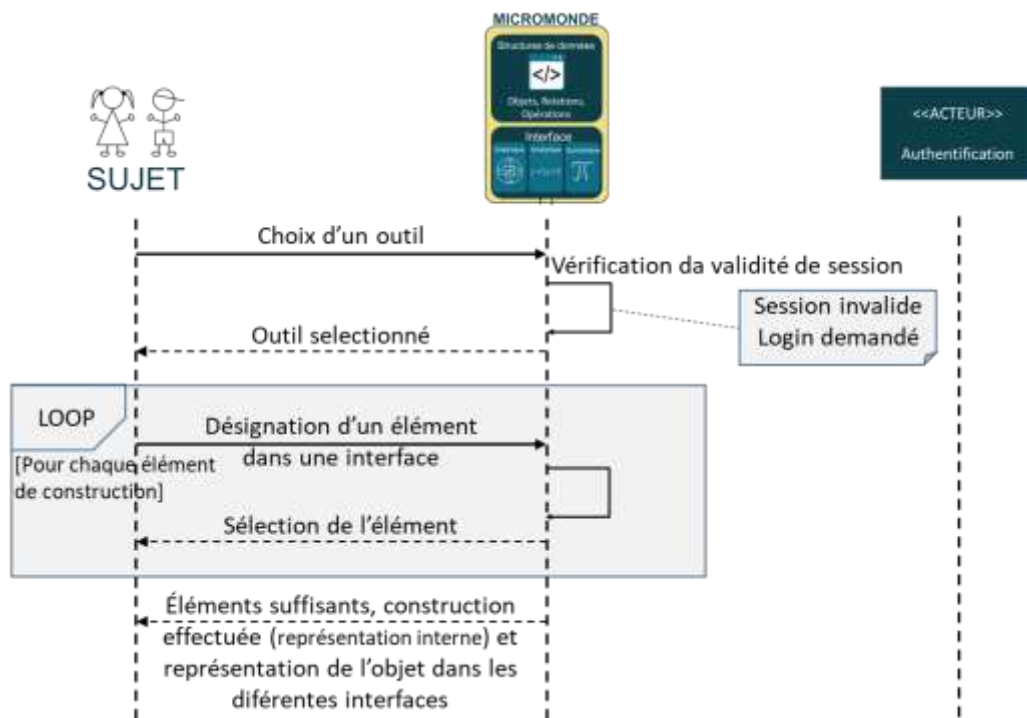 MICROMONDE
Structures de données
</>
Objets, Relations,
Opérations
Interface
SUJET
<<ACTEUR>>
Authentification
Choix d'un outil
Vérification da validité de session
Session invalide
Login demandé
Outil selectionné
LOOP
[Pour chaque élément
de construction]
Désignation d'un élément
dans une interface
Sélection de l'élément
Éléments suffisants, construction
effectuée (représentation interne) et
représentation de l'objet dans les
diférentes interfaces